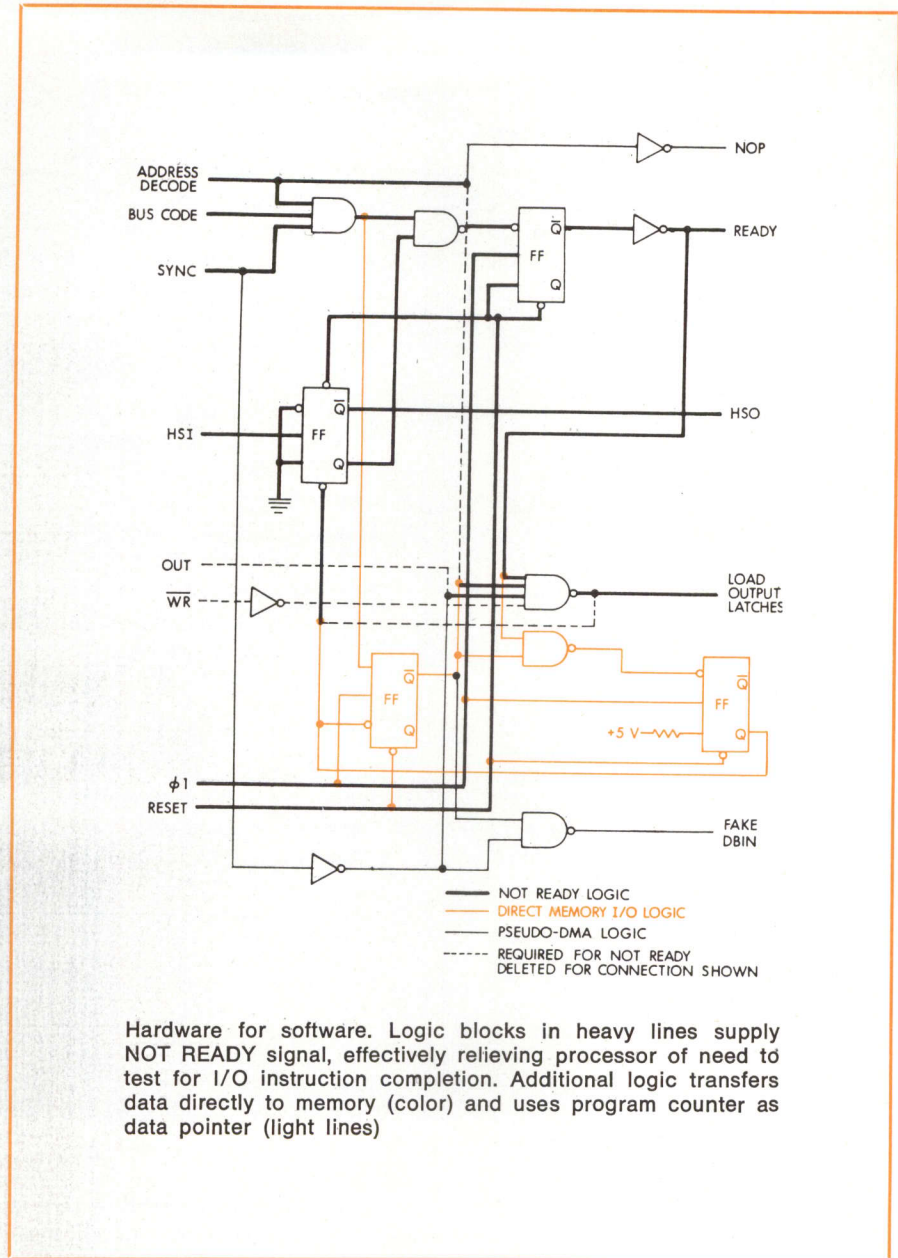 NOP
ADDRESS
DECODE
BUS CODE
Q̅
READY
FF
SYNC
Q
Q̅
HSO
HSI
FF
Q
OUT
LOAD
OUTPUT
LATCHES
W̅R̅
Q̅
Q̅
FF
FF
Q
+5 V
Q
φ1
RESET
FAKE
DBIN
NOT READY LOGIC
DIRECT MEMORY I/O LOGIC
PSEUDO-DMA LOGIC
REQUIRED FOR NOT READY
DELETED FOR CONNECTION SHOWN
Hardware for software. Logic blocks in heavy lines supply
NOT READY signal, effectively relieving processor of need to
test for I/O instruction completion. Additional logic transfers
data directly to memory (color) and uses program counter as
data pointer (light lines)